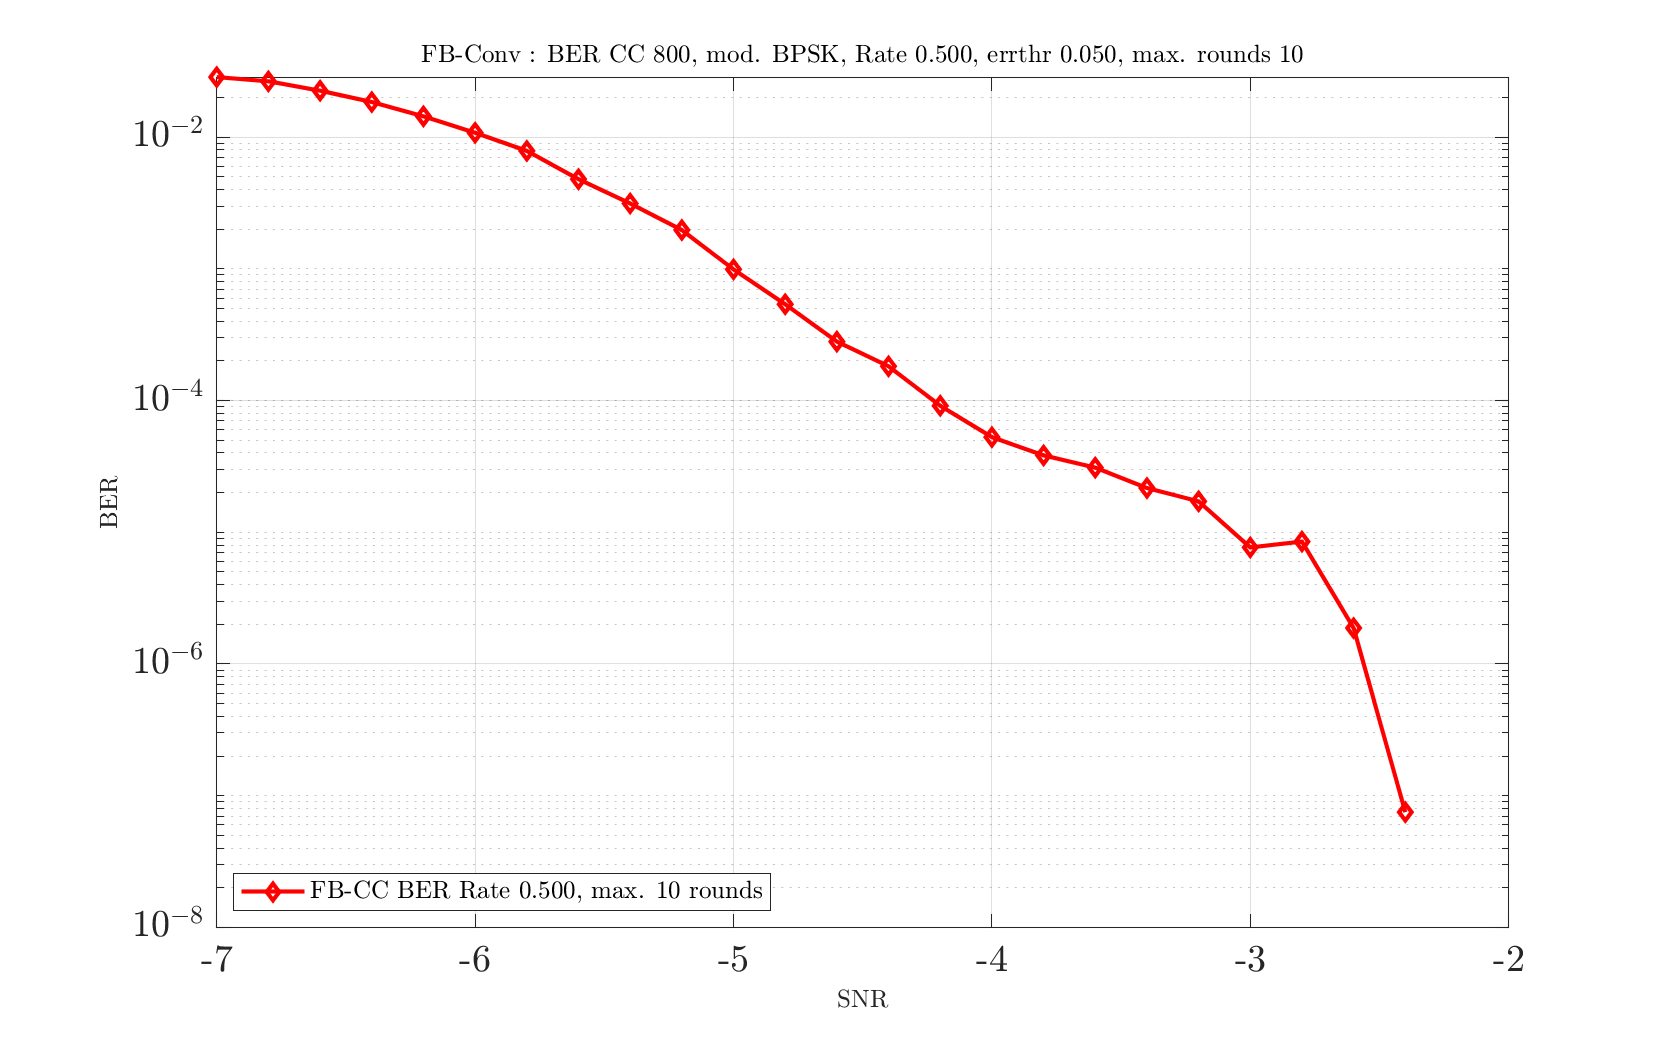 FB-Conv : BER CC 800, mod. BPSK, Rate 0.500, errthr 0.050, max. rounds 10
10⁻²
10⁻⁴
BER
10⁻⁶
FB-CC BER Rate 0.500, max. 10 rounds
10⁻⁸
-7 -6 -5 -4 -3 -2
SNR